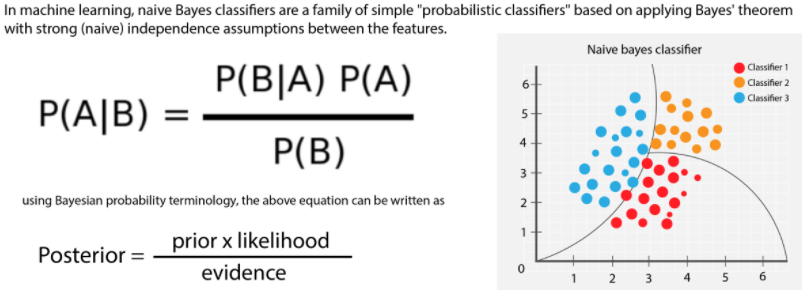 In machine learning, naive Bayes classifiers are a family of simple "probabilistic classifiers" based on applying Bayes' theorem
with strong (naive) independence assumptions between the features.
P(A|B) = P(B|A) P(A)
P(B)
using Bayesian probability terminology, the above equation can be written as
Posterior = prior x likelihood
evidence
Naive bayes classifier
Classifier 1
Classifier 2
Classifier 3
6
5
4
3
2
1
0
1 2 3 4 5 6